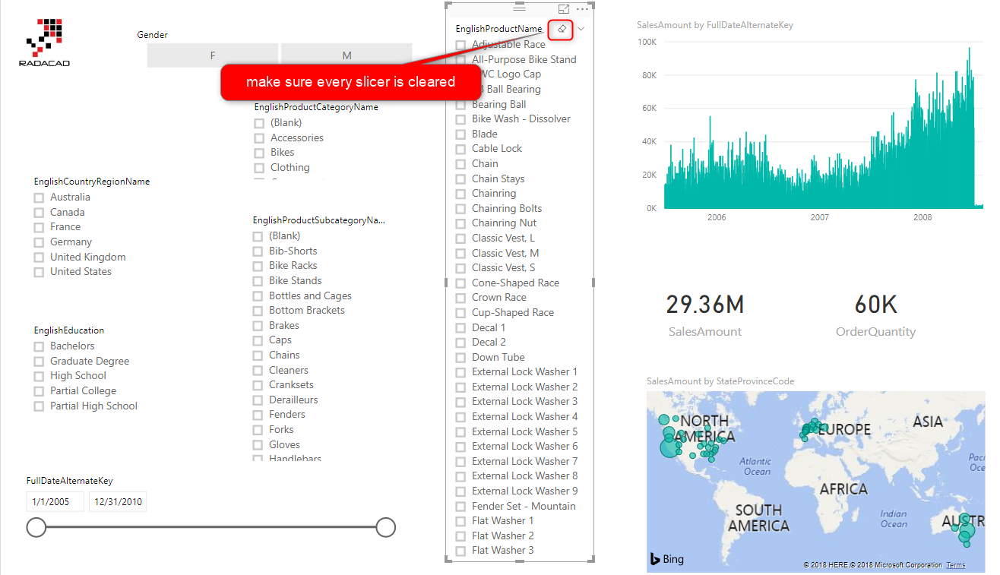 RADACAD
Gender
F
M
make sure every slicer is cleared
EnglishProductCategoryName
(Blank)
Accessories
Bikes
Clothing
EnglishCountryRegionName
Australia
Canada
France
Germany
United Kingdom
United States
EnglishProductSubcategoryNa...
(Blank)
Bib-Shorts
Bike Racks
Bike Stands
Bottles and Cages
Bottom Brackets
Brakes
Caps
Chains
Cleaners
Cranksets
Derailleurs
Fenders
Forks
Gloves
Handlebars
EnglishEducation
Bachelors
Graduate Degree
High School
Partial College
Partial High School
FullDateAlternateKey
1/1/2005
12/31/2010
EnglishProductName
Adjustable Race
All-Purpose Bike Stand
Logo Cap
Ball Bearing
Bearing Ball
Bike Wash - Dissolver
Blade
Cable Lock
Chain
Chain Stays
Chainring
Chainring Bolts
Chainring Nut
Classic Vest, L
Classic Vest, M
Classic Vest, S
Cone-Shaped Race
Crown Race
Cup-Shaped Race
Decal 1
Decal 2
Down Tube
External Lock Washer 1
External Lock Washer 2
External Lock Washer 3
External Lock Washer 4
External Lock Washer 5
External Lock Washer 6
External Lock Washer 7
External Lock Washer 8
External Lock Washer 9
Fender Set - Mountain
Flat Washer 1
Flat Washer 2
Flat Washer 3
SalesAmount by FullDateAlternateKey
100K
80K
60K
40K
20K
0K
2006
2007
2008
29.36M
SalesAmount
60K
OrderQuantity
SalesAmount by StateProvinceCode
NORTH
AMERICA
EUROPE
ASIA
Atlantic
Ocean
AFRICA
SOUTH
AMERICA
Indian
Ocean
Paci
Oce
AUSTR
Bing
© 2018 HERE,© 2018 Microsoft Corporation Terms